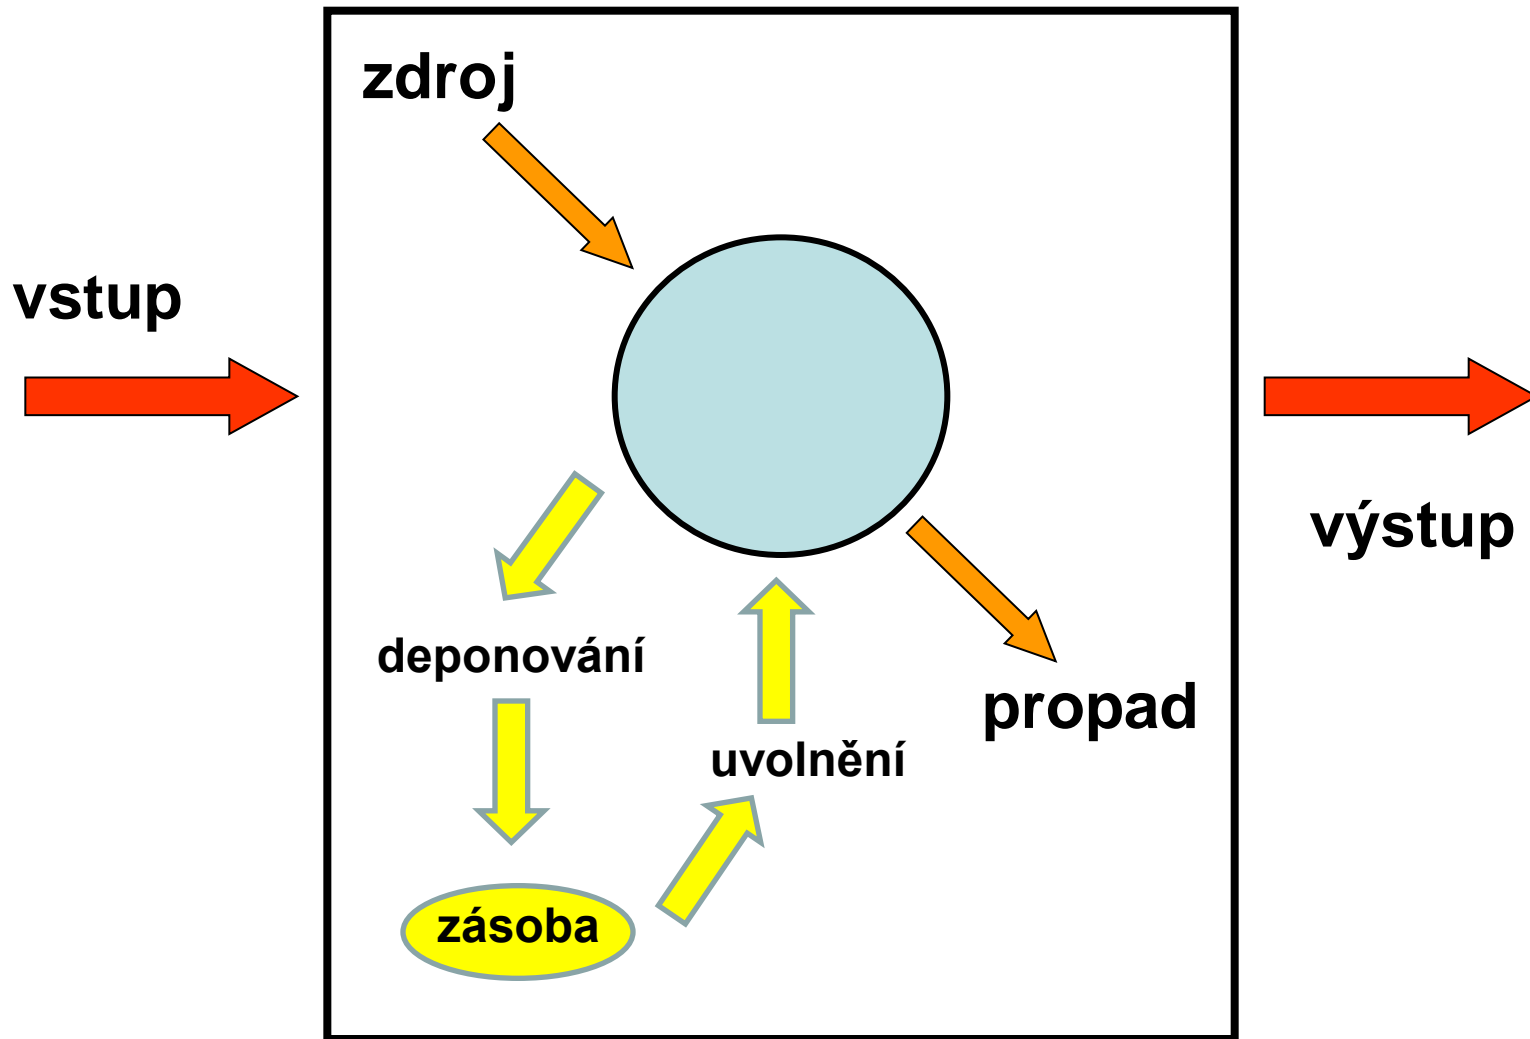 zdroj
vstup
výstup
deponování
propad
uvolnění
zásoba